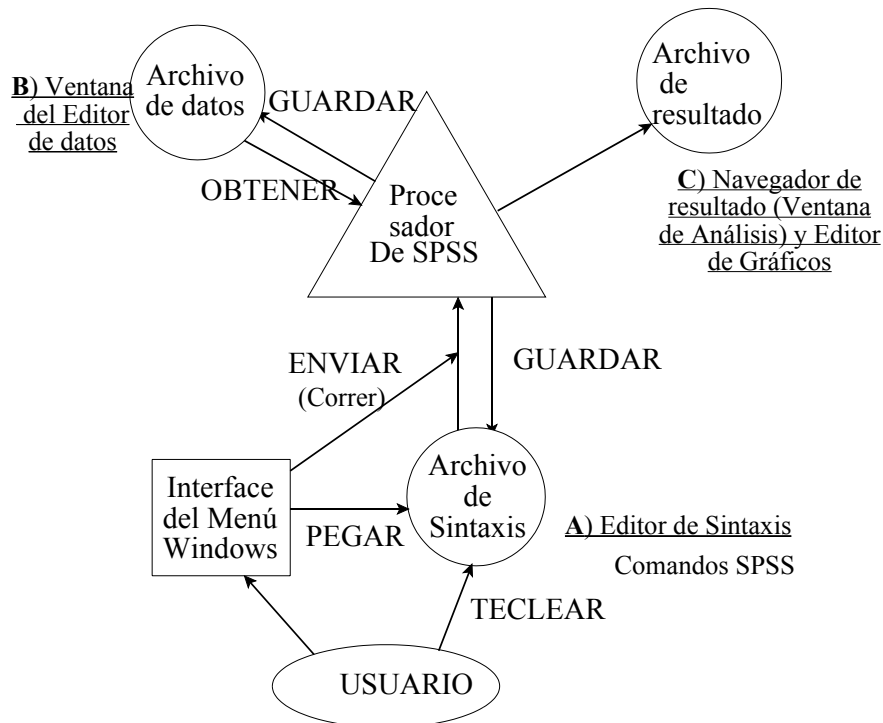 Archivo
de datos
B) Ventana
del Editor
de datos
GUARDAR
OBTENER
Archivo
de
resultado
C) Navegador de
resultado (Ventana
de Análisis) y Editor
de Gráficos
Proce
sador
De SPSS
ENVIAR
(Correr)
GUARDAR
Interface
del Menú
Windows
PEGAR
Archivo
de
Sintaxis
A) Editor de Sintaxis
Comandos SPSS
TECLEAR
USUARIO